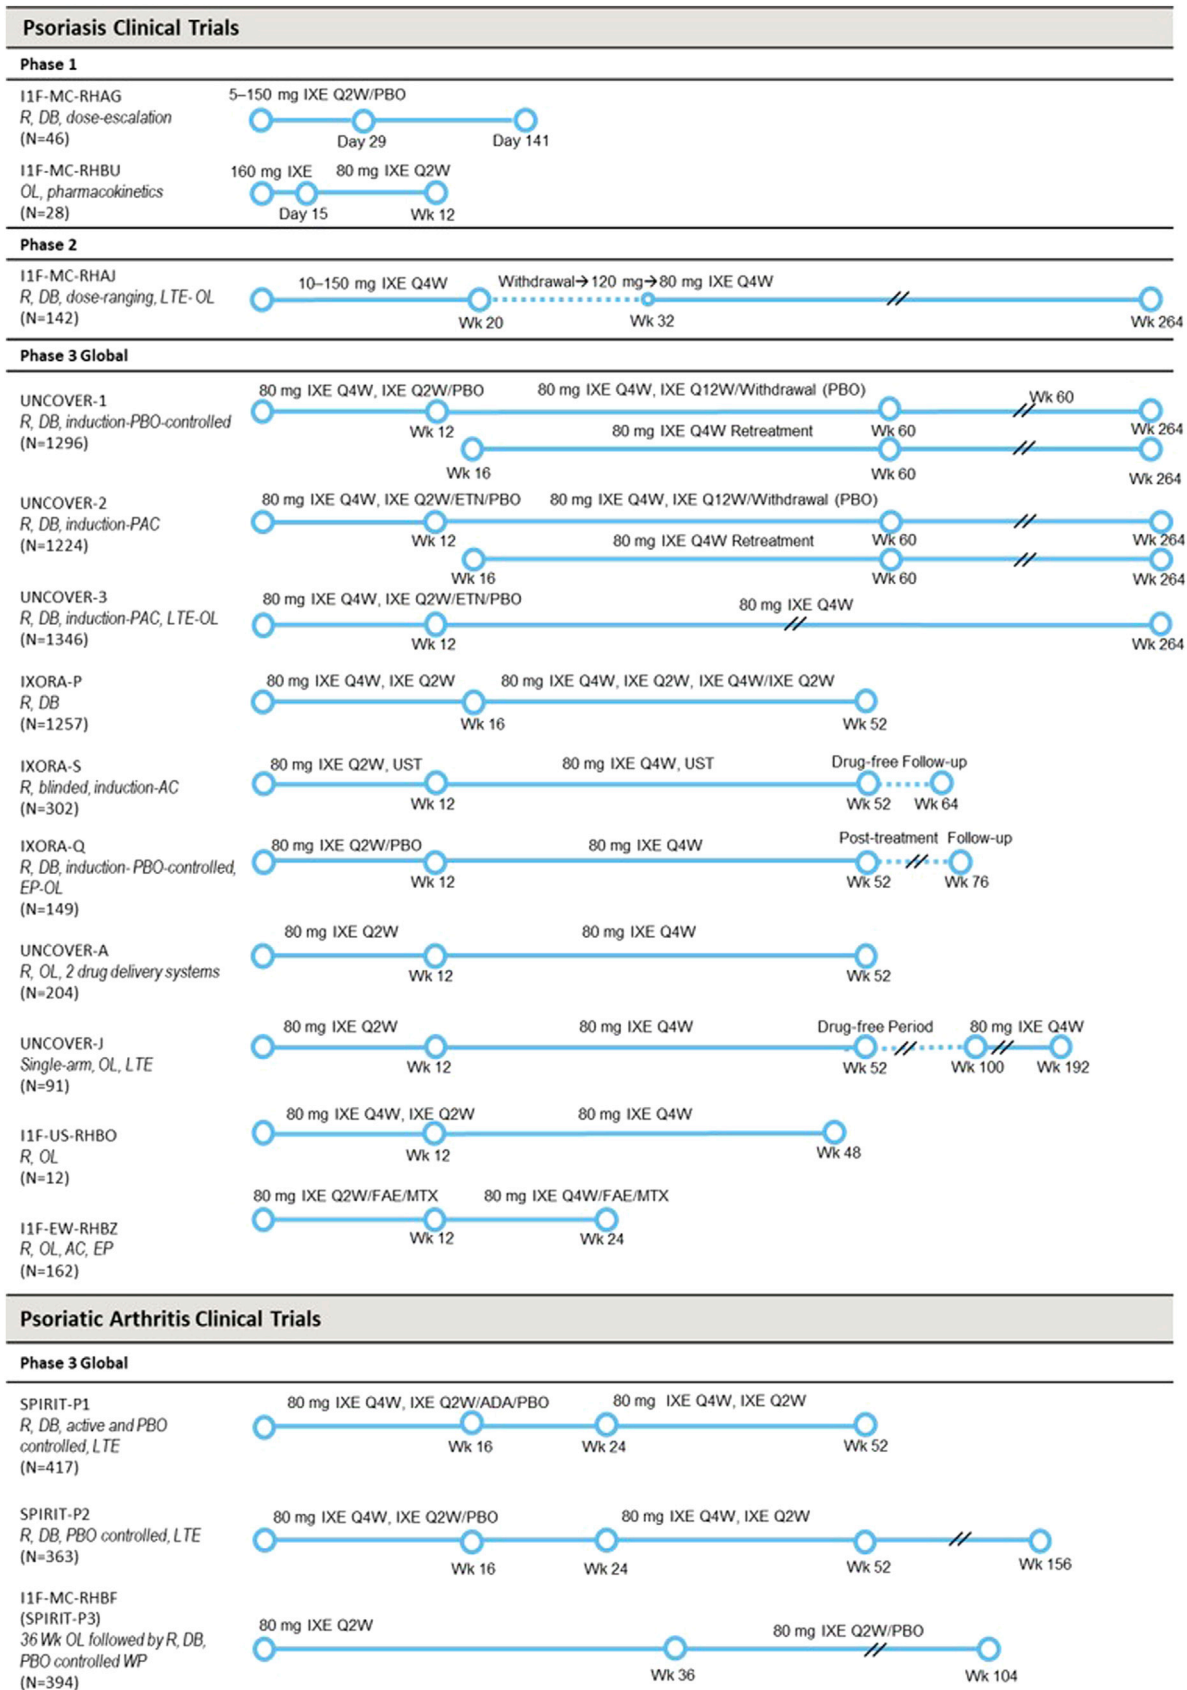 Psoriasis Clinical Trials
Phase 1
I1F-MC-RHAG
R, DB, dose-escalation
(N=46)
5–150 mg IXE Q2W/PBO
Day 29
Day 141
I1F-MC-RHBU
OL, pharmacokinetics
(N=28)
160 mg IXE
80 mg IXE Q2W
Day 15
Wk 12
Phase 2
I1F-MC-RHAJ
R, DB, dose-ranging, LTE- OL
(N=142)
10–150 mg IXE Q4W
Withdrawal→120 mg→80 mg IXE Q4W
Wk 20
Wk 32
Wk 264
Phase 3 Global
UNCOVER-1
R, DB, induction-PBO-controlled
(N=1296)
80 mg IXE Q4W, IXE Q2W/PBO
80 mg IXE Q4W, IXE Q12W/Withdrawal (PBO)
Wk 60
Wk 12
Wk 60
Wk 264
80 mg IXE Q4W Retreatment
Wk 16
Wk 60
Wk 264
UNCOVER-2
R, DB, induction-PAC
(N=1224)
80 mg IXE Q4W, IXE Q2W/ETN/PBO
80 mg IXE Q4W, IXE Q12W/Withdrawal (PBO)
Wk 12
Wk 60
Wk 264
80 mg IXE Q4W Retreatment
Wk 16
Wk 60
Wk 264
UNCOVER-3
R, DB, induction-PAC, LTE-OL
(N=1346)
80 mg IXE Q4W, IXE Q2W/ETN/PBO
80 mg IXE Q4W
Wk 12
Wk 264
IXORA-P
R, DB
(N=1257)
80 mg IXE Q4W, IXE Q2W
80 mg IXE Q4W, IXE Q2W, IXE Q4W/IXE Q2W
Wk 16
Wk 52
IXORA-S
R, blinded, induction-AC
(N=302)
80 mg IXE Q2W, UST
80 mg IXE Q4W, UST
Drug-free Follow-up
Wk 12
Wk 52
Wk 64
IXORA-Q
R, DB, induction- PBO-controlled,
EP-OL
(N=149)
80 mg IXE Q2W/PBO
80 mg IXE Q4W
Post-treatment Follow-up
Wk 12
Wk 52
Wk 76
UNCOVER-A
R, OL, 2 drug delivery systems
(N=204)
80 mg IXE Q2W
80 mg IXE Q4W
Wk 12
Wk 52
UNCOVER-J
Single-arm, OL, LTE
(N=91)
80 mg IXE Q2W
80 mg IXE Q4W
Drug-free Period
80 mg IXE Q4W
Wk 12
Wk 52
Wk 100
Wk 192
I1F-US-RHBO
R, OL
(N=12)
80 mg IXE Q4W, IXE Q2W
80 mg IXE Q4W
Wk 12
Wk 48
I1F-EW-RHBZ
R, OL, AC, EP
(N=162)
80 mg IXE Q2W/FAE/MTX
80 mg IXE Q4W/FAE/MTX
Wk 12
Wk 24
Psoriatic Arthritis Clinical Trials
Phase 3 Global
SPIRIT-P1
R, DB, active and PBO
controlled, LTE
(N=417)
80 mg IXE Q4W, IXE Q2W/ADA/PBO
80 mg IXE Q4W, IXE Q2W
Wk 16
Wk 24
Wk 52
SPIRIT-P2
R, DB, PBO controlled, LTE
(N=363)
80 mg IXE Q4W, IXE Q2W/PBO
80 mg IXE Q4W, IXE Q2W
Wk 16
Wk 24
Wk 52
Wk 156
I1F-MC-RHBF
(SPIRIT-P3)
36 Wk OL followed by R, DB,
PBO controlled WP
(N=394)
80 mg IXE Q2W
80 mg IXE Q2W/PBO
Wk 36
Wk 104